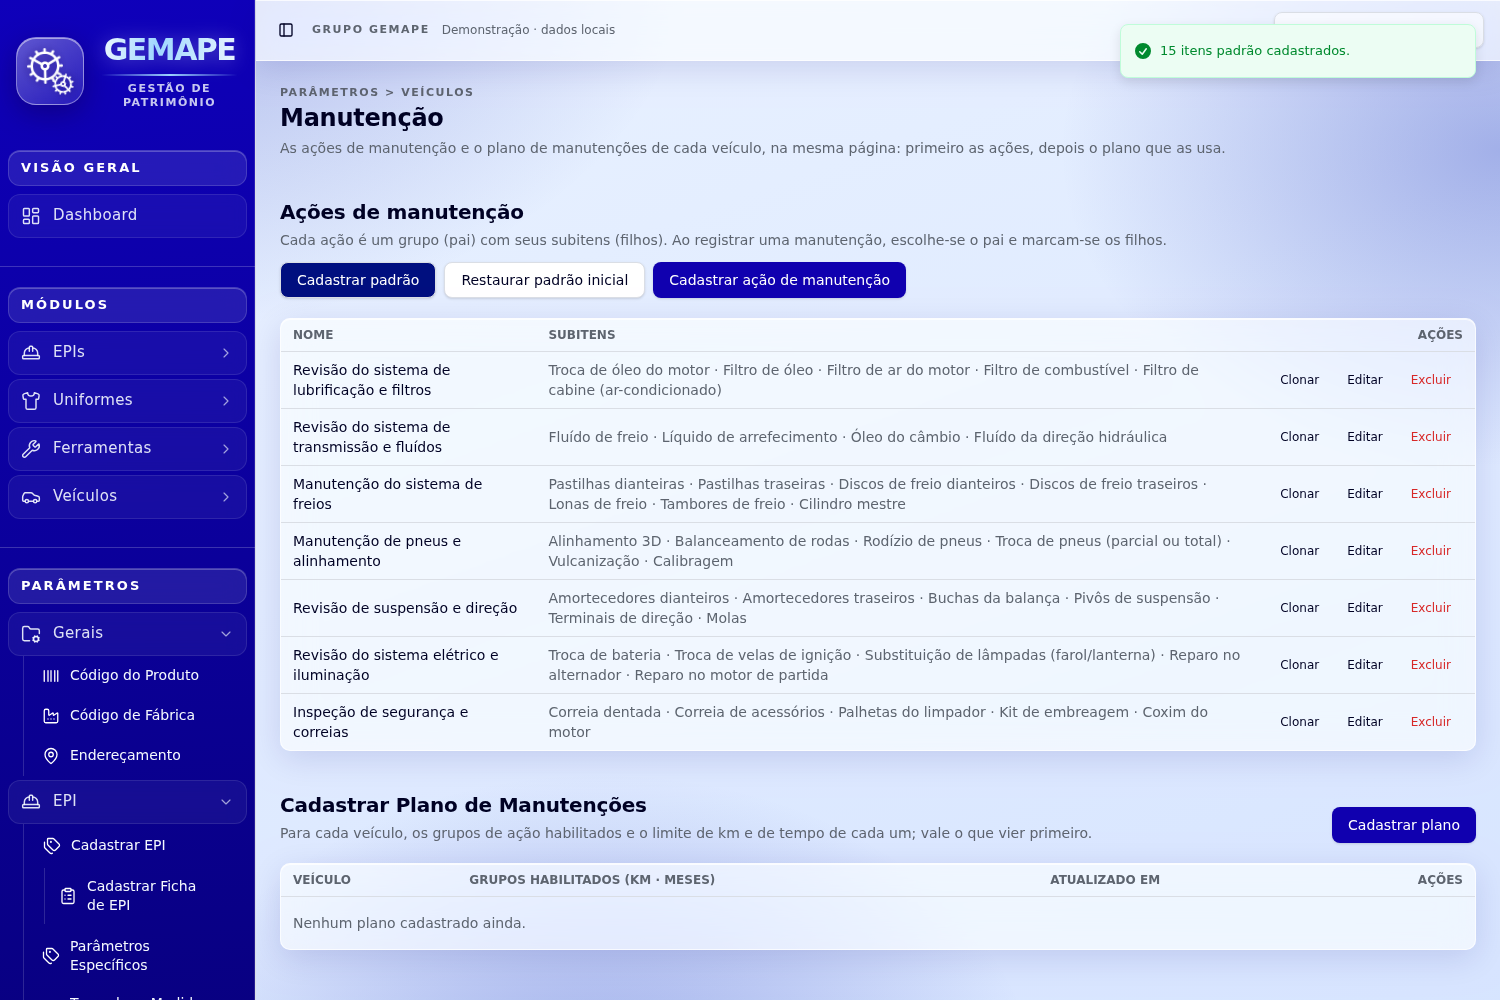 GEMAPE
GESTÃO DE
PATRIMÔNIO
VISÃO GERAL
Dashboard
MÓDULOS
EPIs
Uniformes
Ferramentas
Veículos
PARÂMETROS
Gerais
Código do Produto
Código de Fábrica
Endereçamento
EPI
Cadastrar EPI
Cadastrar Ficha
de EPI
Parâmetros
Específicos
GRUPO GEMAPE Demonstração · dados locais
15 itens padrão cadastrados.
PARÂMETROS > VEÍCULOS
Manutenção
As ações de manutenção e o plano de manutenções de cada veículo, na mesma página: primeiro as ações, depois o plano que as usa.
Ações de manutenção
Cada ação é um grupo (pai) com seus subitens (filhos). Ao registrar uma manutenção, escolhe-se o pai e marcam-se os filhos.
Cadastrar padrão Restaurar padrão inicial Cadastrar ação de manutenção
NOME SUBITENS AÇÕES
Revisão do sistema de
lubrificação e filtros
Troca de óleo do motor · Filtro de óleo · Filtro de ar do motor · Filtro de combustível · Filtro de
cabine (ar-condicionado)
Clonar Editar Excluir
Revisão do sistema de
transmissão e fluídos
Fluído de freio · Líquido de arrefecimento · Óleo do câmbio · Fluído da direção hidráulica
Clonar Editar Excluir
Manutenção do sistema de
freios
Pastilhas dianteiras · Pastilhas traseiras · Discos de freio dianteiros · Discos de freio traseiros ·
Lonas de freio · Tambores de freio · Cilindro mestre
Clonar Editar Excluir
Manutenção de pneus e
alinhamento
Alinhamento 3D · Balanceamento de rodas · Rodízio de pneus · Troca de pneus (parcial ou total) ·
Vulcanização · Calibragem
Clonar Editar Excluir
Revisão de suspensão e direção
Amortecedores dianteiros · Amortecedores traseiros · Buchas da balança · Pivôs de suspensão ·
Terminais de direção · Molas
Clonar Editar Excluir
Revisão do sistema elétrico e
iluminação
Troca de bateria · Troca de velas de ignição · Substituição de lâmpadas (farol/lanterna) · Reparo no
alternador · Reparo no motor de partida
Clonar Editar Excluir
Inspeção de segurança e
correias
Correia dentada · Correia de acessórios · Palhetas do limpador · Kit de embreagem · Coxim do
motor
Clonar Editar Excluir
Cadastrar Plano de Manutenções
Para cada veículo, os grupos de ação habilitados e o limite de km e de tempo de cada um; vale o que vier primeiro.
Cadastrar plano
VEÍCULO GRUPOS HABILITADOS (KM · MESES) ATUALIZADO EM AÇÕES
Nenhum plano cadastrado ainda.